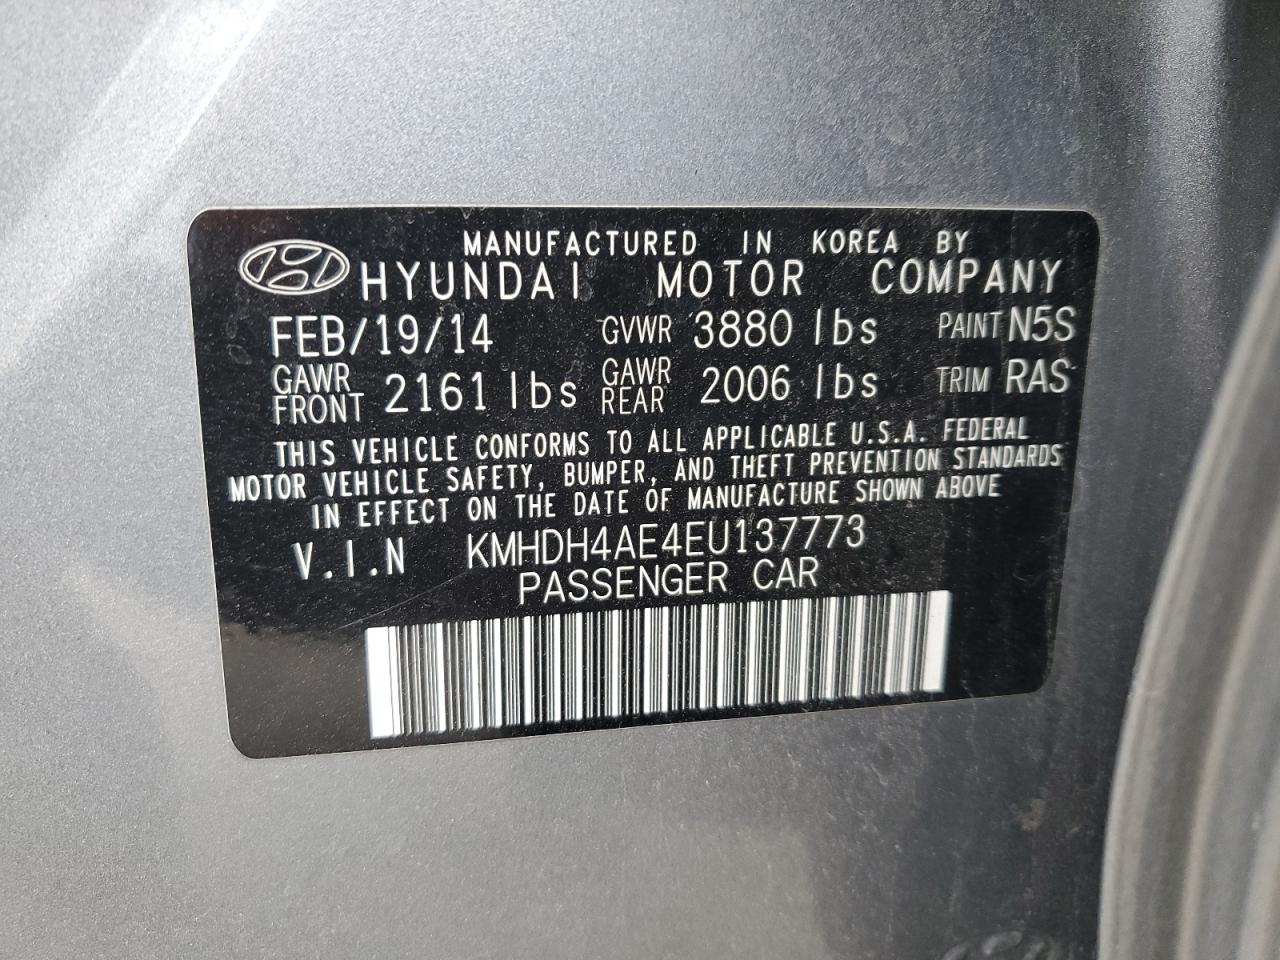 MANUFACTURED IN KOREA BY
HYUNDAI MOTOR COMPANY
FEB/19/14 GVWR 3880 lbs PAINT N5S
GAWR FRONT 2161 lbs GAWR REAR 2006 lbs TRIM RAS
THIS VEHICLE CONFORMS TO ALL APPLICABLE U.S.A. FEDERAL
MOTOR VEHICLE SAFETY, BUMPER, AND THEFT PREVENTION STANDARDS
IN EFFECT ON THE DATE OF MANUFACTURE SHOWN ABOVE
V.I.N KMHDH4AE4EU137773
PASSENGER CAR